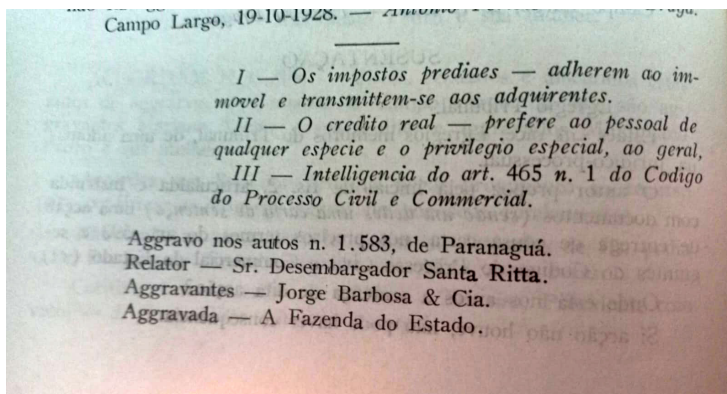 Campo Largo, 19-10-1928. —
I — Os impostos prediaes — adherem ao im-
movel e transmittem-se aos adquirentes.
II — O credito real — prefere ao pessoal de
qualquer especie e o privilegio especial, ao geral,
III — Intelligencia do art. 465 n. 1 do Codigo
do Processo Civil e Commercial.
Aggravo nos autos n. 1.583, de Paranaguá.
Relator — Sr. Desembargador Santa Ritta.
Aggravantes — Jorge Barbosa & Cia.
Aggravada — A Fazenda do Estado.